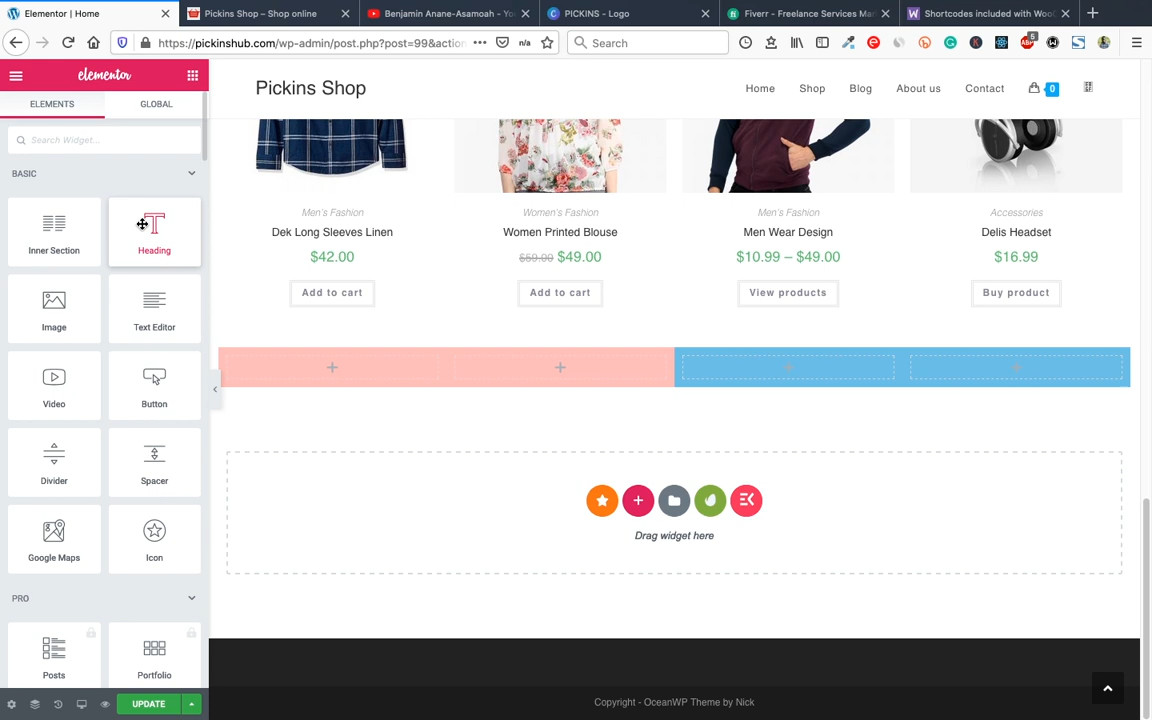 Elementor | Home
Pickins Shop – Shop online
Benjamin Anane-Asamoah - Yo
PICKINS - Logo
Fiverr - Freelance Services Mar
Shortcodes included with WooC
https://pickinshub.com/wp-admin/post.php?post=99&action
n/a
Search
5
elementor
ELEMENTS
GLOBAL
Search Widget...
BASIC
Inner Section
Heading
Image
Text Editor
Video
Button
Divider
Spacer
Google Maps
Icon
PRO
Posts
Portfolio
UPDATE
Pickins Shop
Home
Shop
Blog
About us
Contact
0
Men's Fashion
Women's Fashion
Men's Fashion
Accessories
Dek Long Sleeves Linen
Women Printed Blouse
Men Wear Design
Delis Headset
$42.00
$59.00 $49.00
$10.99 – $49.00
$16.99
Add to cart
Add to cart
View products
Buy product
Drag widget here
Copyright - OceanWP Theme by Nick